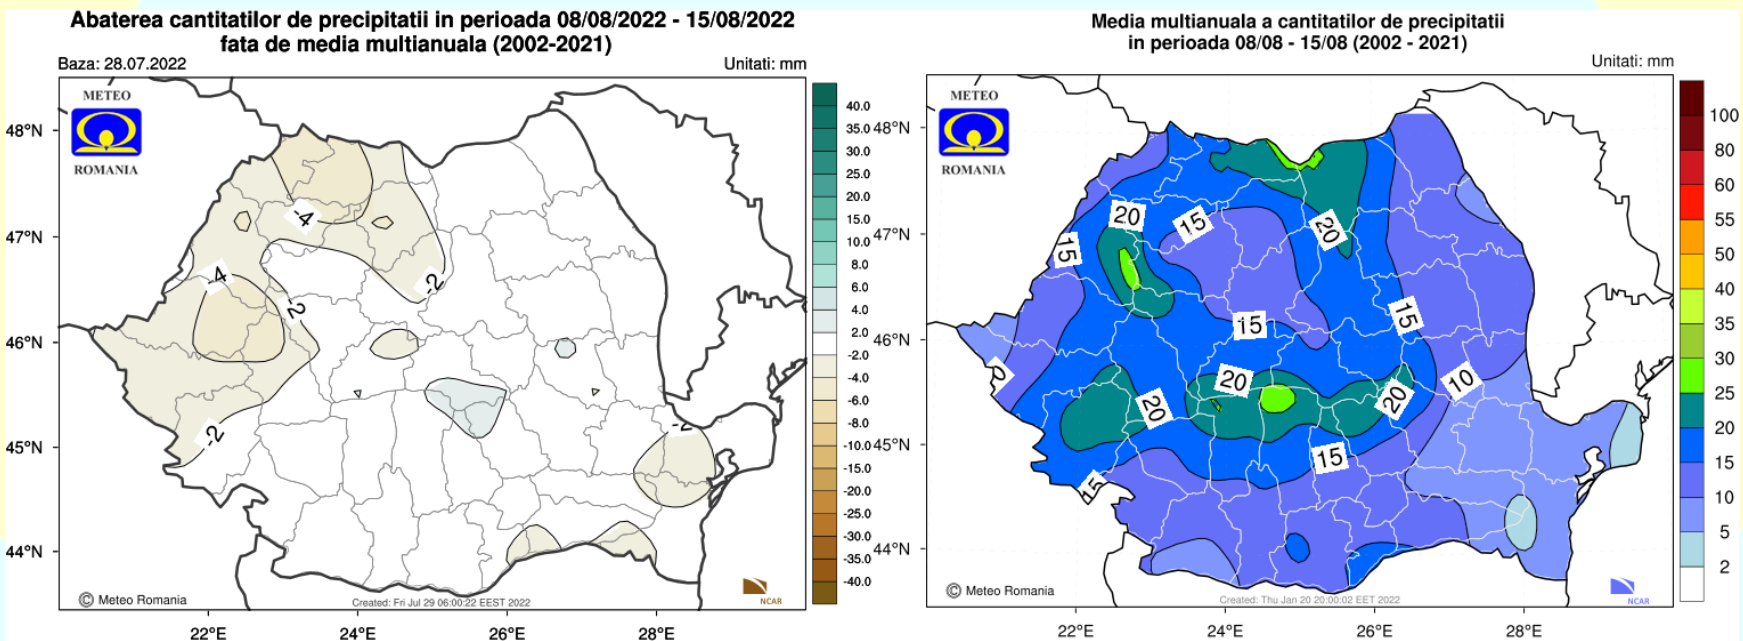 Abaterea cantitatilor de precipitatii in perioada 08/08/2022 - 15/08/2022
fata de media multianuala (2002-2021)
Baza: 28.07.2022
Unitati: mm
METEO
ROMANIA
48°N
47°N
46°N
45°N
44°N
-4
-4
-2
-2
-2
-2
© Meteo Romania
Created: Fri Jul 29 06:00:22 EEST 2022
NCAR
22°E
24°E
26°E
28°E
40.0
35.0
30.0
25.0
20.0
15.0
10.0
8.0
6.0
4.0
2.0
-2.0
-4.0
-6.0
-8.0
-10.0
-15.0
-20.0
-25.0
-30.0
-35.0
-40.0
Media multianuala a cantitatilor de precipitatii
in perioada 08/08 - 15/08 (2002 - 2021)
Unitati: mm
METEO
ROMANIA
48°N
47°N
46°N
45°N
44°N
20
15
20
15
15
15
0
20
20
20
10
15
15
© Meteo Romania
Created: Thu Jan 20 20:00:02 EET 2022
NCAR
22°E
24°E
26°E
28°E
100
80
60
55
50
40
35
30
25
20
15
10
5
2